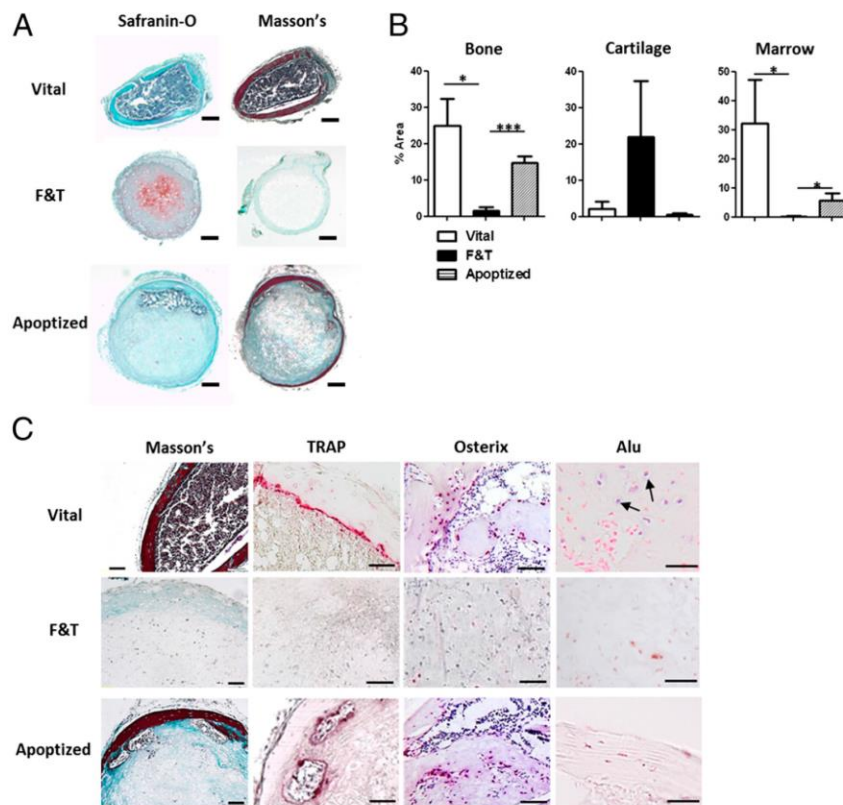 A
Safranin-O Masson's
Vital
F&T
Apoptized
B
Bone Cartilage Marrow
% Area
40
30
20
10
0
*
***
40
30
20
10
0
50
40
30
20
10
0
*
*
Vital
F&T
Apoptized
C
Masson's TRAP Osterix Alu
Vital
F&T
Apoptized